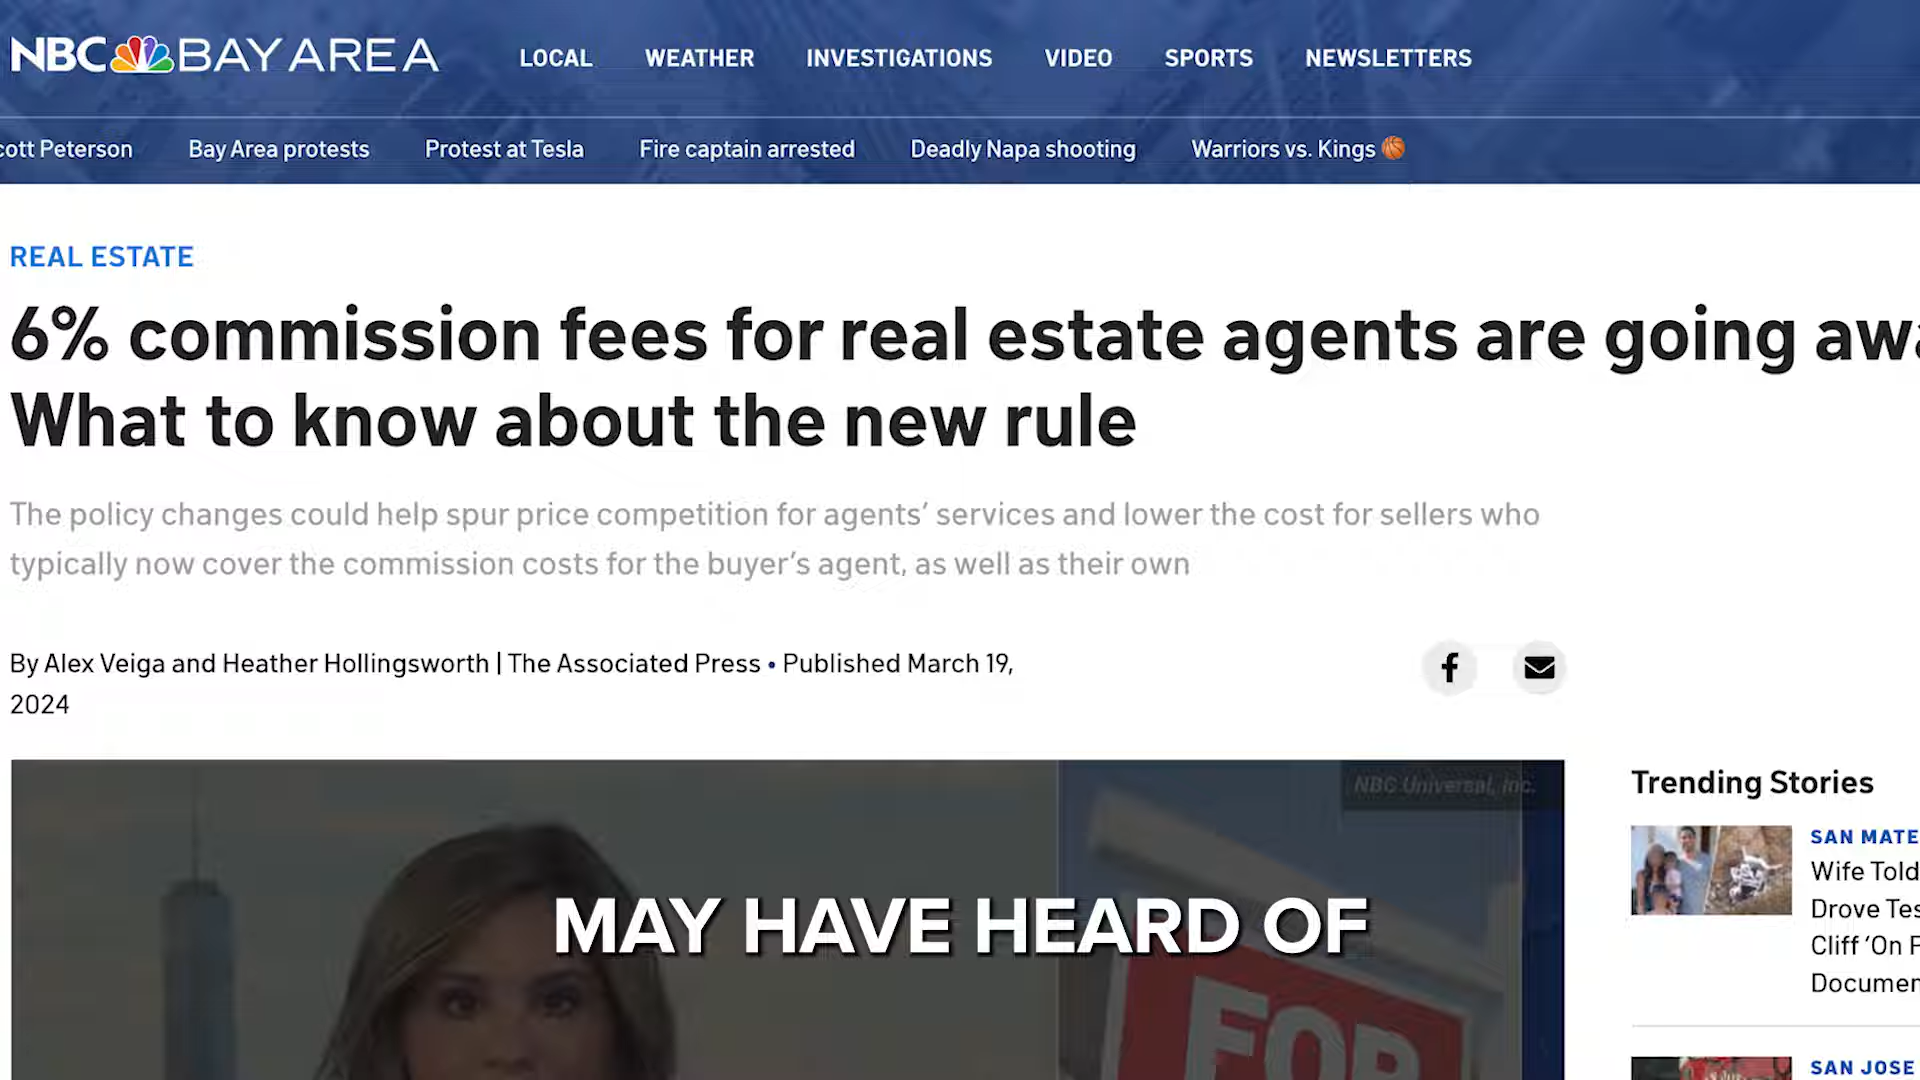 NBC BAY AREA LOCAL WEATHER INVESTIGATIONS VIDEO SPORTS NEWSLETTERS
cott Peterson Bay Area protests Protest at Tesla Fire captain arrested Deadly Napa shooting Warriors vs. Kings 🏀
REAL ESTATE
6% commission fees for real estate agents are going awa
What to know about the new rule
The policy changes could help spur price competition for agents’ services and lower the cost for sellers who
typically now cover the commission costs for the buyer’s agent, as well as their own
By Alex Veiga and Heather Hollingsworth | The Associated Press • Published March 19,
2024
NBC Universal, Inc.
MAY HAVE HEARD OF
FOR
Trending Stories
SAN MATE
Wife Told
Drove Tes
Cliff ‘On P
Documen
SAN JOSE